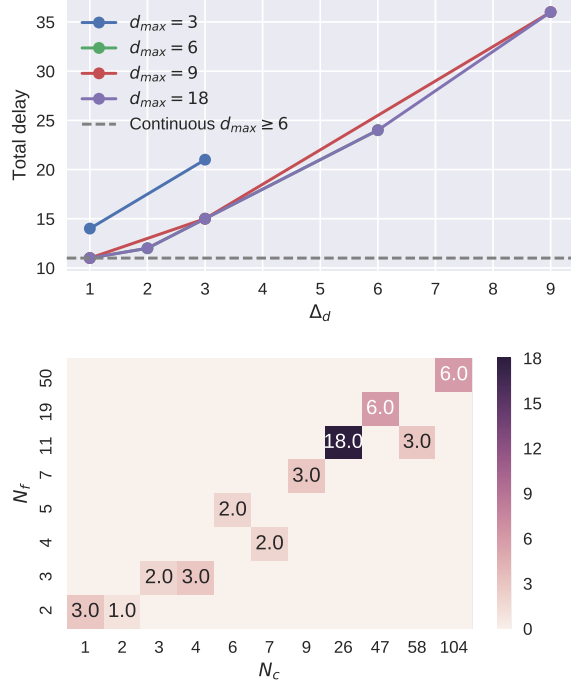 35
30
25
20
15
10
Total delay
d_max = 3
d_max = 6
d_max = 9
d_max = 18
Continuous d_max ≥ 6
1 2 3 4 5 6 7 8 9
Δ_d
50
19
11
7
5
4
3
2
N_f
6.0
6.0
18.0 3.0
3.0
2.0
2.0
2.0 3.0
3.0 1.0
1 2 3 4 6 7 9 26 47 58 104
N_c
18
15
12
9
6
3
0